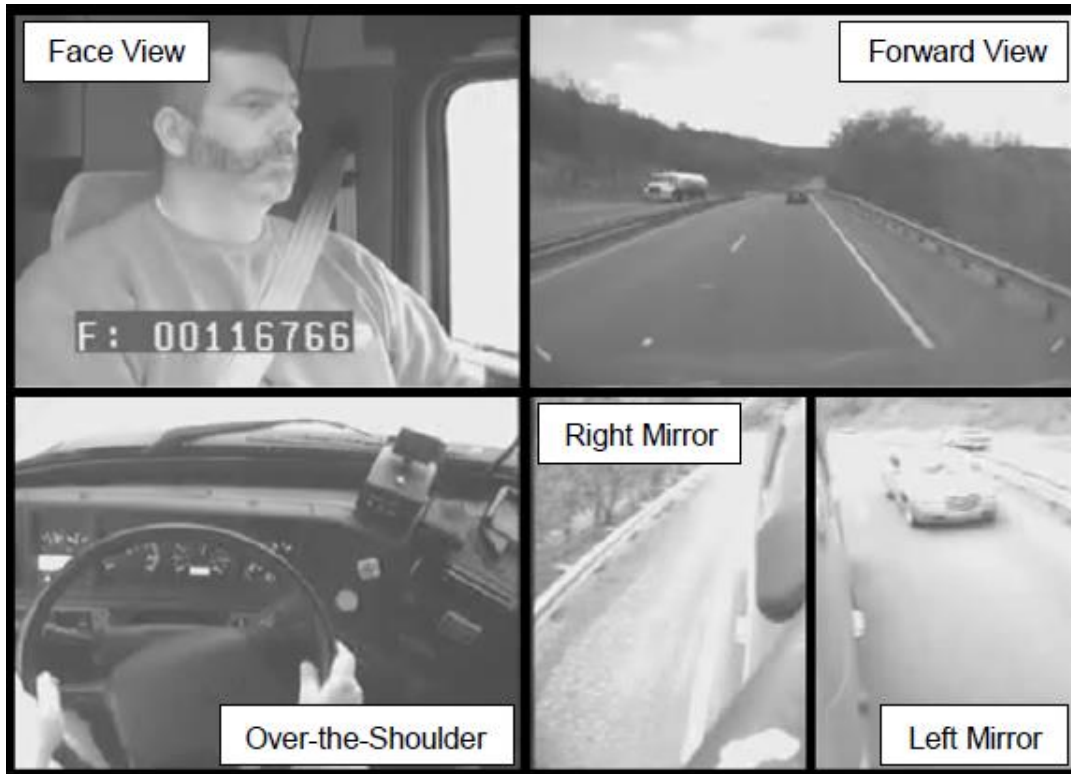 Face View
Forward View
F: 00116766
Right Mirror
Over-the-Shoulder
Left Mirror